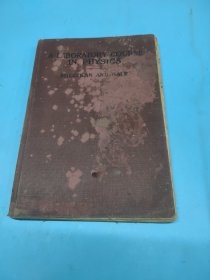 A LABORATORY COURSE
IN PHYSICS
MILLIKAN AND GALE